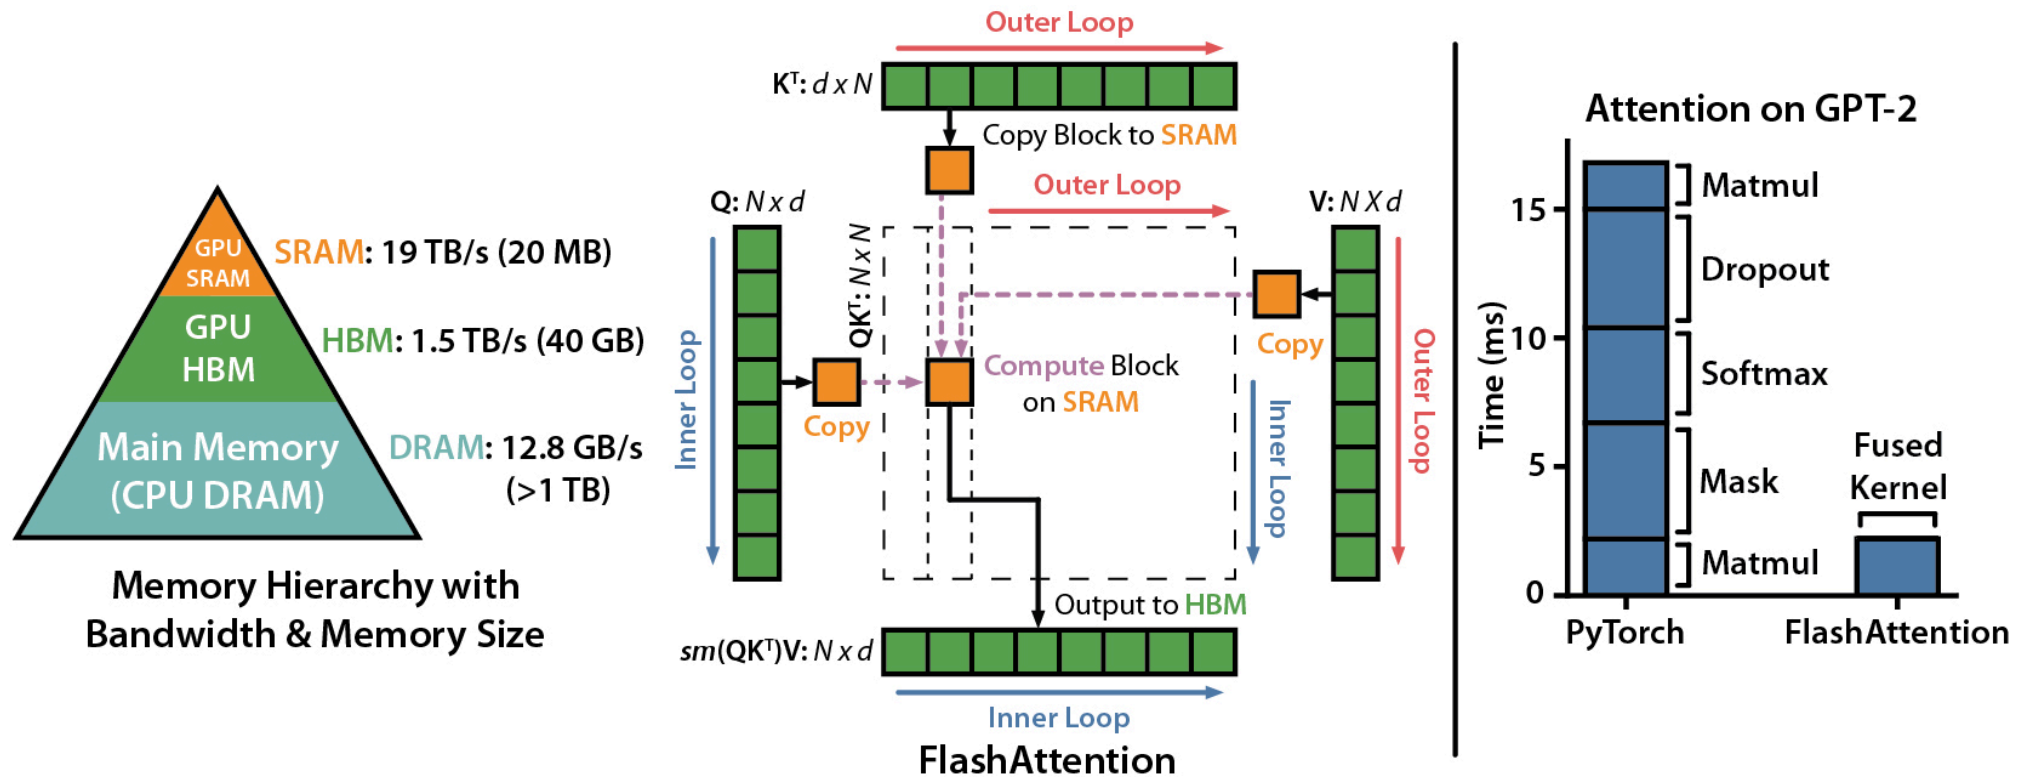 GPU
SRAM
SRAM: 19 TB/s (20 MB)
GPU
HBM
HBM: 1.5 TB/s (40 GB)
Main Memory
(CPU DRAM)
DRAM: 12.8 GB/s
(>1 TB)
Memory Hierarchy with
Bandwidth & Memory Size
Outer Loop
Kᵀ: d x N
Copy Block to SRAM
Outer Loop
Q: N x d
V: N X d
QKᵀ: N x N
Inner Loop
Copy
Compute Block
on SRAM
Copy
Inner Loop
Outer Loop
Output to HBM
sm(QKᵀ)V: N x d
Inner Loop
FlashAttention
Attention on GPT-2
Time (ms)
15
10
5
0
Matmul
Dropout
Softmax
Mask
Matmul
Fused
Kernel
PyTorch
FlashAttention